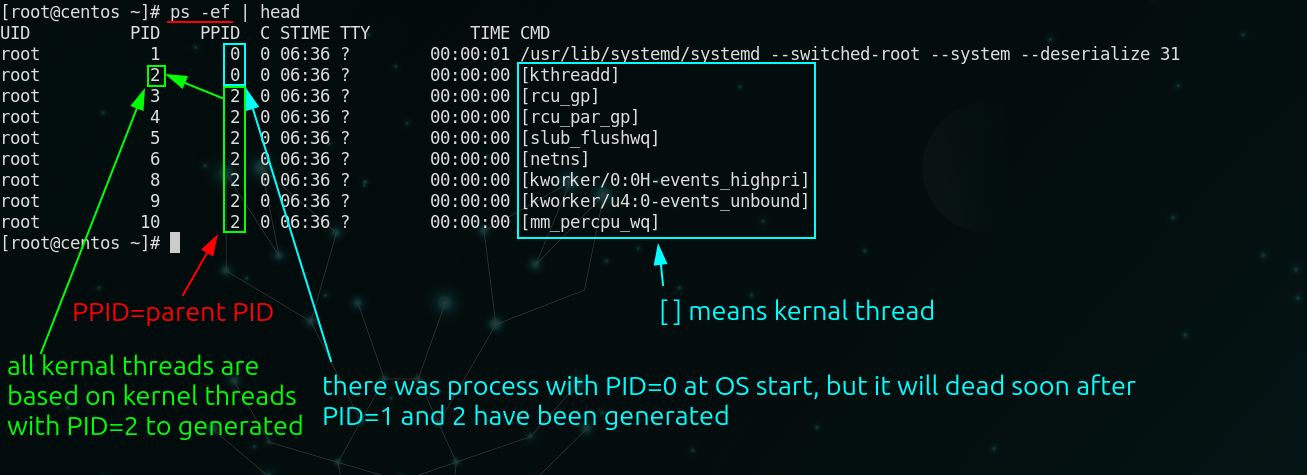 [root@centos ~]# ps -ef | head
UID          PID    PPID  C STIME TTY          TIME CMD
root           1       0  0 06:36 ?        00:00:01 /usr/lib/systemd/systemd --switched-root --system --deserialize 31
root           2       0  0 06:36 ?        00:00:00 [kthreadd]
root           3       2  0 06:36 ?        00:00:00 [rcu_gp]
root           4       2  0 06:36 ?        00:00:00 [rcu_par_gp]
root           5       2  0 06:36 ?        00:00:00 [slub_flushwq]
root           6       2  0 06:36 ?        00:00:00 [netns]
root           8       2  0 06:36 ?        00:00:00 [kworker/0:0H-events_highpri]
root           9       2  0 06:36 ?        00:00:00 [kworker/u4:0-events_unbound]
root          10       2  0 06:36 ?        00:00:00 [mm_percpu_wq]
[root@centos ~]#
PPID=parent PID
[ ] means kernal thread
all kernal threads are
based on kernel threads
with PID=2 to generated
there was process with PID=0 at OS start, but it will dead soon after
PID=1 and 2 have been generated